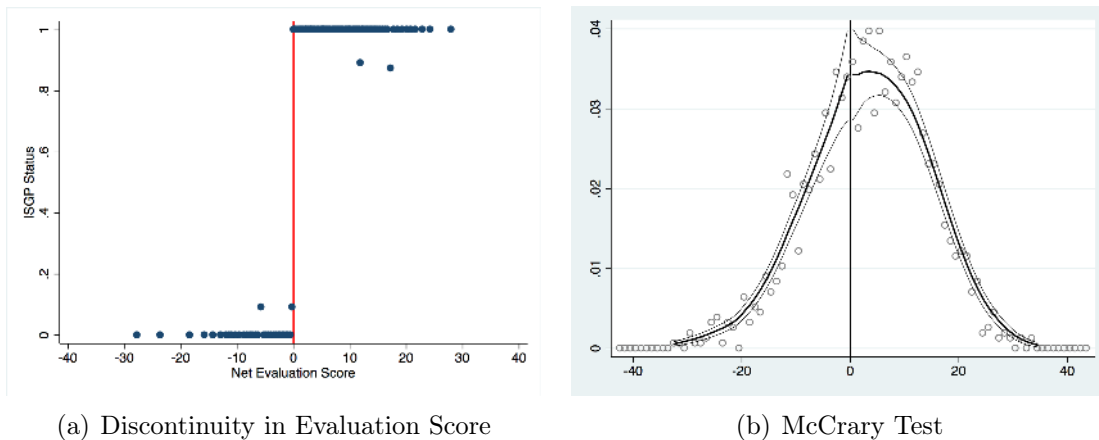 ISGP Status
1
.8
.6
.4
.2
0
-40 -30 -20 -10 0 10 20 30 40
Net Evaluation Score
(a) Discontinuity in Evaluation Score
.04
.03
.02
.01
0
-40 -20 0 20 40
(b) McCrary Test